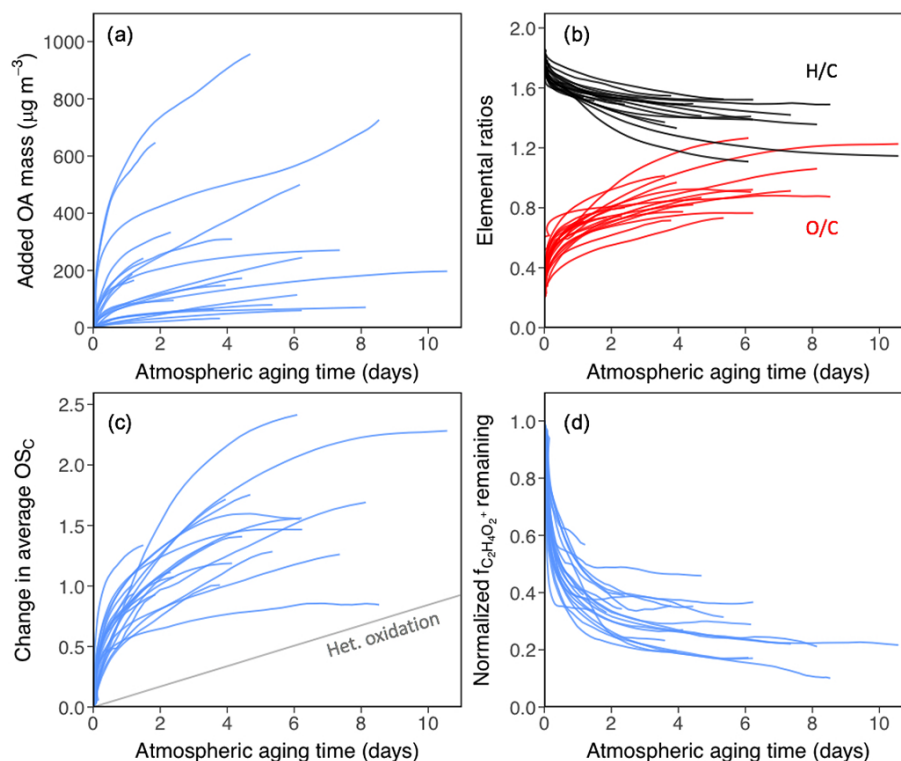 (a)
Added OA mass (µg m⁻³)
1000
800
600
400
200
0
0 2 4 6 8 10
Atmospheric aging time (days)
(b)
H/C
O/C
Elemental ratios
2.0
1.6
1.2
0.8
0.4
0.0
0 2 4 6 8 10
Atmospheric aging time (days)
(c)
Change in average OS_C
2.5
2.0
1.5
1.0
0.5
0.0
Het. oxidation
0 2 4 6 8 10
Atmospheric aging time (days)
(d)
Normalized f_C₂H₄O₂⁺ remaining
1.0
0.8
0.6
0.4
0.2
0.0
0 2 4 6 8 10
Atmospheric aging time (days)